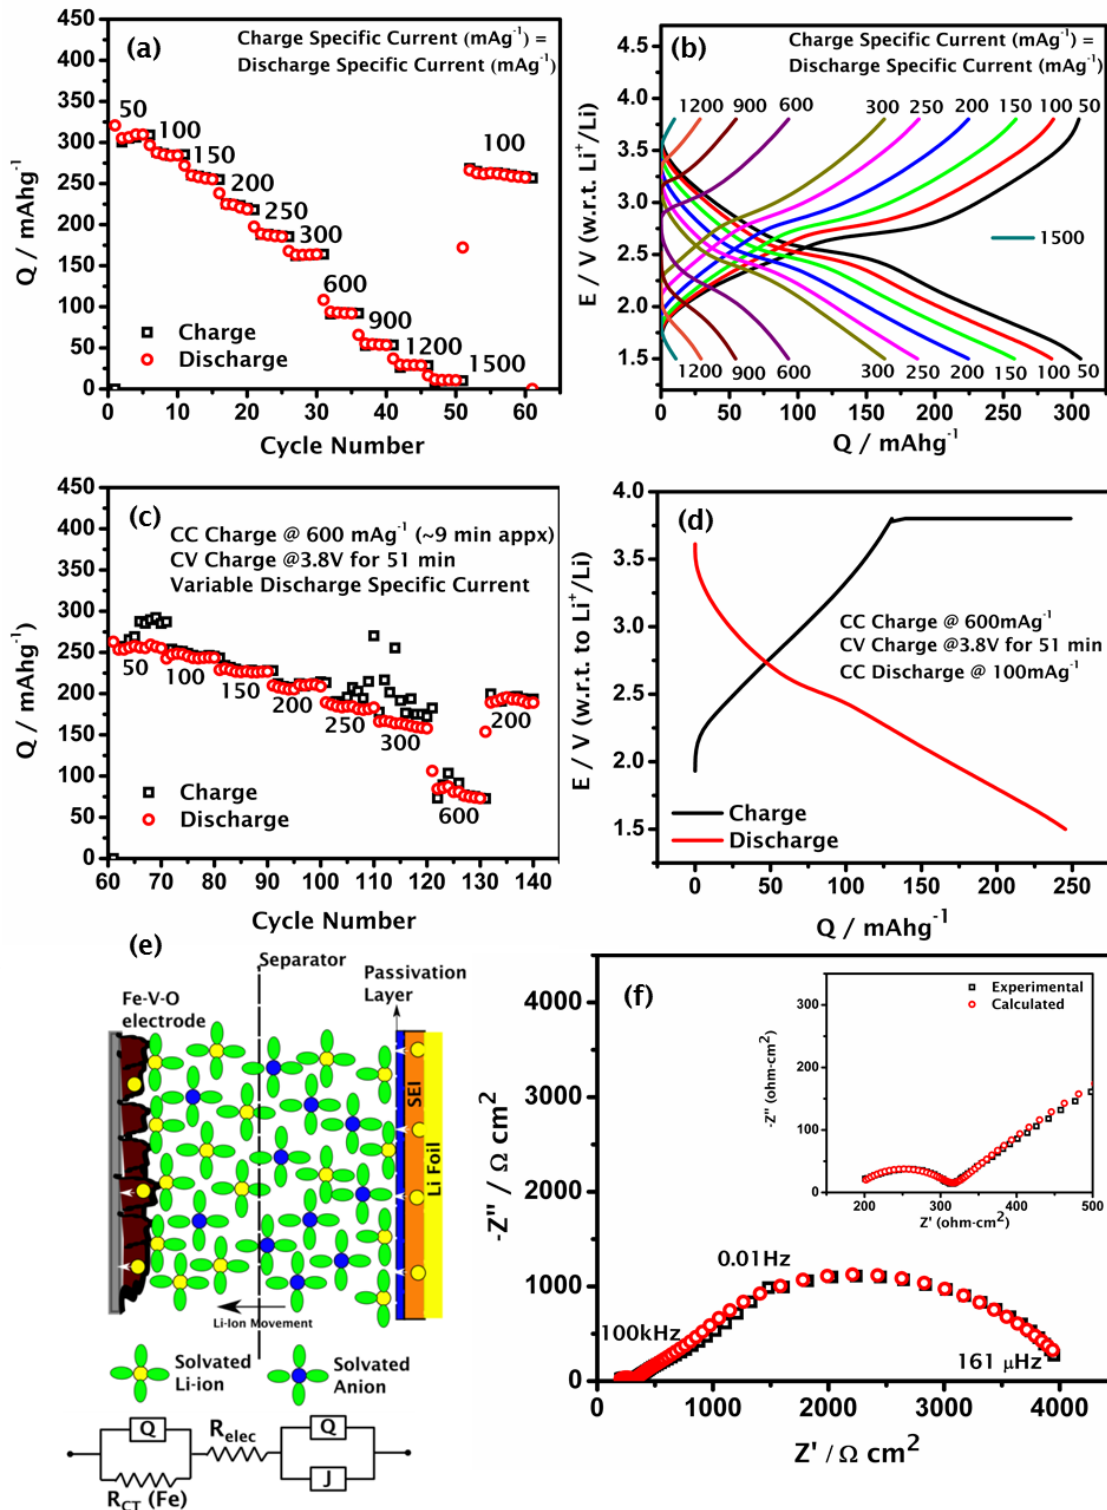 (a)
Charge Specific Current (mAg⁻¹) =
Discharge Specific Current (mAg⁻¹)
Q / mAhg⁻¹
450
400
350
300
250
200
150
100
50
0
50
100
150
200
250
300
600
900
1200
1500
100
Charge
Discharge
0 10 20 30 40 50 60
Cycle Number
(b)
Charge Specific Current (mAg⁻¹) =
Discharge Specific Current (mAg⁻¹)
E / V (w.r.t. Li⁺/Li)
4.5
4.0
3.5
3.0
2.5
2.0
1.5
1200 900 600 300 250 200 150 100 50
1500
1200 900 600 300 250 200 150 100 50
0 50 100 150 200 250 300
Q / mAhg⁻¹
(c)
CC Charge @ 600 mAg⁻¹ (~9 min appx)
CV Charge @3.8V for 51 min
Variable Discharge Specific Current
Q / mAhg⁻¹)
450
400
350
300
250
200
150
100
50
0
50
100
150
200
250
300
600
200
Charge
Discharge
60 70 80 90 100 110 120 130 140
Cycle Number
(d)
E / V (w.r.t. to Li⁺/Li)
4.0
3.5
3.0
2.5
2.0
1.5
CC Charge @ 600mAg⁻¹
CV Charge @3.8V for 51 min
CC Discharge @ 100mAg⁻¹
Charge
Discharge
0 50 100 150 200 250
Q / mAhg⁻¹
(e)
Separator
Passivation
Layer
Fe-V-O
electrode
SEI
Li Foil
Li-Ion Movement
Solvated
Li-ion
Solvated
Anion
Q
R_elec
Q
J
R_CT (Fe)
(f)
-Z'' / Ω cm²
4000
3000
2000
1000
0
100kHz
0.01Hz
161 μHz
0 1000 2000 3000 4000
Z' / Ω cm²
Experimental
Calculated
-Z'' (ohm-cm²)
300
200
100
0
200 300 400 500
Z' (ohm-cm²)